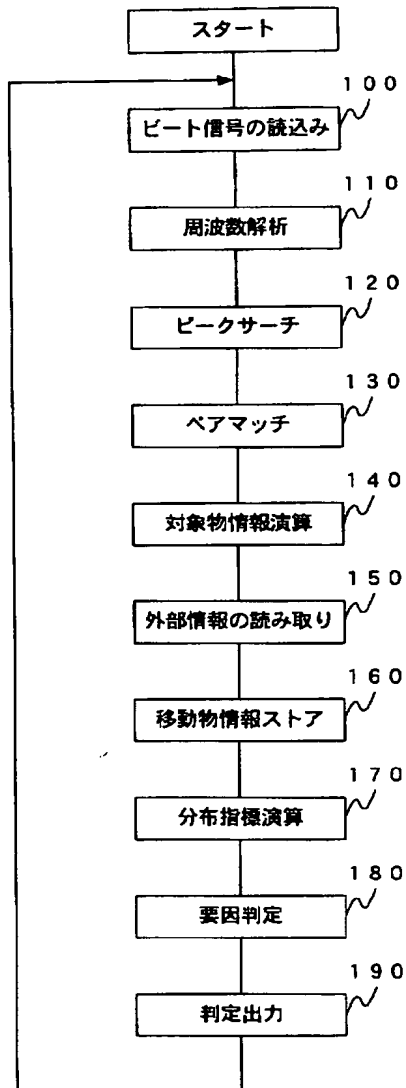 スタート
100
ビート信号の読込み
110
周波数解析
120
ピークサーチ
130
ペアマッチ
140
対象物情報演算
150
外部情報の読み取り
160
移動物情報ストア
170
分布指標演算
180
要因判定
190
判定出力